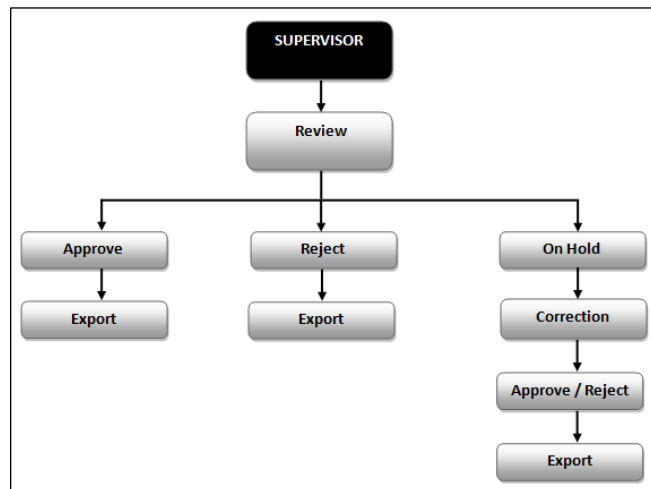 SUPERVISOR
Review
Approve
Reject
On Hold
Export
Export
Correction
Approve / Reject
Export